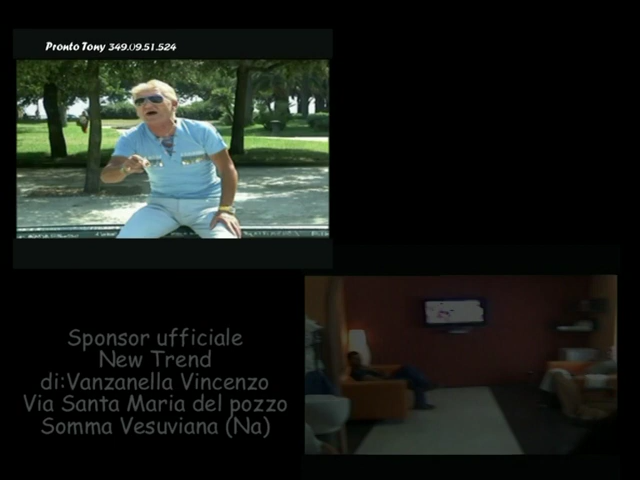 Pronto Tony 349.09.51.524
Sponsor ufficiale
New Trend
di:Vanzanella Vincenzo
Via Santa Maria del pozzo
Somma Vesuviana (Na)